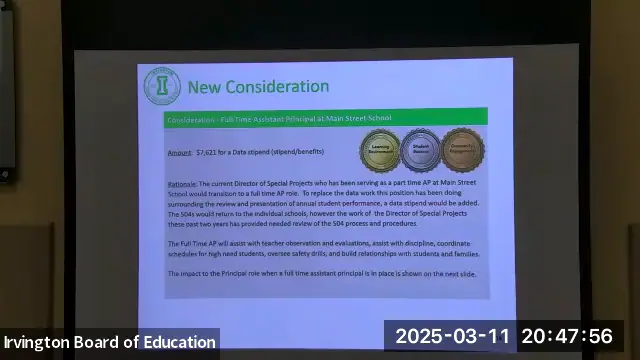 I
New Consideration
Consideration - Full Time Assistant Principal at Main Street School
Amount: $7,621 for a Data stipend (stipend/benefits)
Learning Environment
Student Success
Community Engagement
Rationale: The current Director of Special Projects who has been serving as a part time AP at Main Street
School would transition to a full time AP role. To replace the data work this position has been doing
surrounding the review and presentation of annual student performance, a data stipend would be added.
The 504s would return to the individual schools, however the work of the Director of Special Projects
these past two years has provided needed review of the 504 process and procedures.
The Full Time AP will assist with teacher observation and evaluations, assist with discipline, coordinate
schedules for high need students, oversee safety drills, and build relationships with students and families.
The impact to the Principal role when a full time assistant principal is in place is shown on the next slide.
Irvington Board of Education
2025-03-11 20:47:56